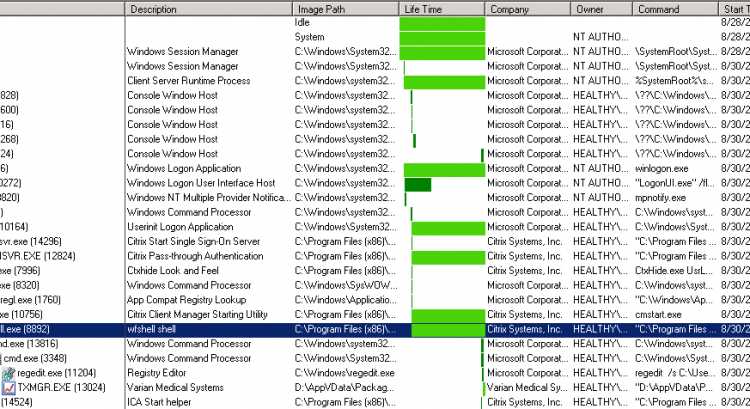 Description Image Path Life Time Company Owner Command Start T
Idle 8/28/2
System NT AUTHO... 8/28/2
Windows Session Manager C:\Windows\System32... Microsoft Corporat... NT AUTHO... \SystemRoot\Syst... 8/28/2
Windows Session Manager C:\Windows\System32... Microsoft Corporat... NT AUTHO... \SystemRoot\Syst... 8/30/2
Client Server Runtime Process C:\Windows\system32... Microsoft Corporat... NT AUTHO... %SystemRoot%\s... 8/30/2
828) Console Window Host C:\Windows\system32... Microsoft Corporat... HEALTHY\... \??\C:\Windows\... 8/30/2
600) Console Window Host C:\Windows\system32... Microsoft Corporat... HEALTHY\... \??\C:\Windows\... 8/30/2
16) Console Window Host C:\Windows\system32... Microsoft Corporat... HEALTHY\... \??\C:\Windows\... 8/30/2
268) Console Window Host C:\Windows\system32... Microsoft Corporat... HEALTHY\... \??\C:\Windows\... 8/30/2
24) Console Window Host C:\Windows\system32... Microsoft Corporat... HEALTHY\... \??\C:\Windows\... 8/30/2
) Windows Logon Application C:\Windows\system32... Microsoft Corporat... NT AUTHO... winlogon.exe 8/30/2
0272) Windows Logon User Interface Host C:\Windows\system32... Microsoft Corporat... NT AUTHO... "LogonUI.exe" /fl... 8/30/2
3820) Windows NT Multiple Provider Notifica... C:\Windows\system32... Microsoft Corporat... NT AUTHO... mpnotify.exe 8/30/2
) Windows Command Processor C:\Windows\system32... Microsoft Corporat... HEALTHY\... C:\Windows\syst... 8/30/2
10164) Userinit Logon Application C:\Windows\system32... Microsoft Corporat... HEALTHY\... C:\Windows\syst... 8/30/2
svr.exe (14296) Citrix Start Single Sign-On Server C:\Program Files (x86)\... Citrix Systems, Inc. HEALTHY\... "C:\Program Files 8/30/2
ISVR.EXE (12824) Citrix Pass-through Authentication C:\Program Files (x86)\... Citrix Systems, Inc. HEALTHY\... "C:\Program Files 8/30/2
exe (7996) Ctxhide Look and Feel C:\Program Files (x86)\... Citrix Systems, Inc. HEALTHY\... CtxHide.exe UsrL... 8/30/2
exe (8320) Windows Command Processor C:\Windows\SysWOW... Microsoft Corporat... HEALTHY\... C:\Windows\syst... 8/30/2
regl.exe (1760) App Compat Registry Lookup C:\Windows\Applicatio... Microsoft Corporat... HEALTHY\... "C:\Windows\Ap... 8/30/2
xe (10756) Citrix Client Manager Starting Utility C:\Program Files (x86)\... Citrix Systems, Inc. HEALTHY\... cmstart.exe 8/30/2
ll.exe (8892) wfshell shell C:\Program Files (x86)\... Citrix Systems, Inc. HEALTHY\... "C:\Program Files 8/30/2
nd.exe (13816) Windows Command Processor C:\Windows\system32... Microsoft Corporat... HEALTHY\... C:\Windows\syst... 8/30/2
cmd.exe (3348) Windows Command Processor C:\Windows\System32... Microsoft Corporat... HEALTHY\... "C:\Windows\Sys... 8/30/2
regedit.exe (11204) Registry Editor C:\Windows\regedit.exe Microsoft Corporat... HEALTHY\... regedit /s C:\Use... 8/30/2
TXMGR.EXE (13024) Varian Medical Systems D:\AppVData\Packag... Varian Medical Sy... HEALTHY\... "D:\AppVData\P... 8/30/2
(14524) ICA Start helper C:\Program Files (x86)\... Citrix Systems, Inc. HEALTHY\... "C:\Program Files 8/30/2